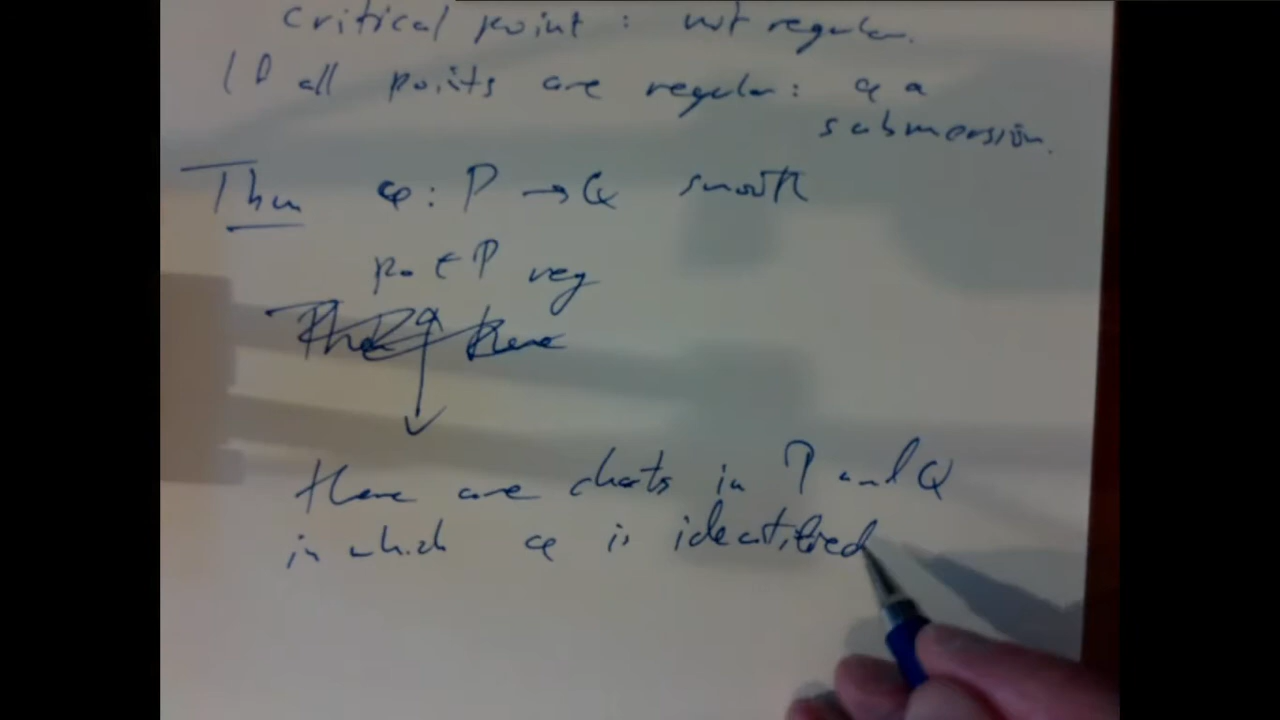 critical point : not regular.
If all points are regular: φ a
submersion.
Thm φ : P → Q smooth
p₀ ∈ P reg
there are charts in P and Q
in which φ is identified